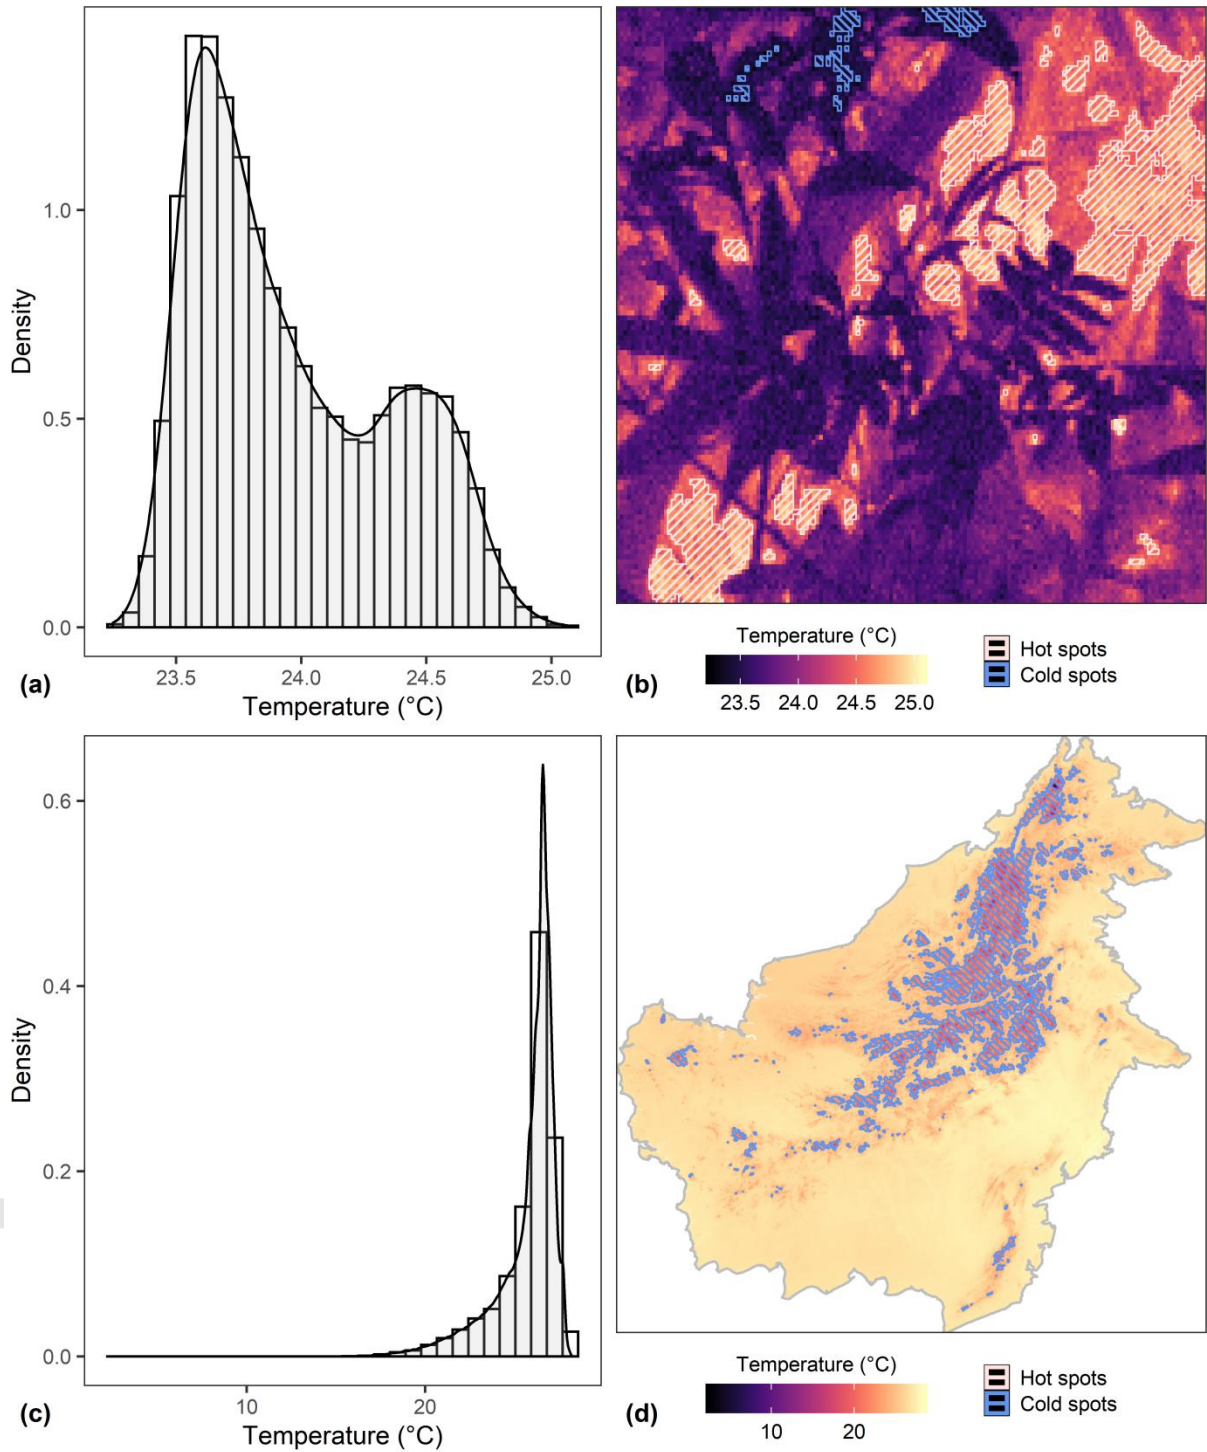 1.0
0.5
0.0
Density
23.5 24.0 24.5 25.0
Temperature (°C)
(a)
Temperature (°C)
23.5 24.0 24.5 25.0
Hot spots
Cold spots
(b)
0.6
0.4
0.2
0.0
Density
10 20
Temperature (°C)
(c)
Temperature (°C)
10 20
Hot spots
Cold spots
(d)